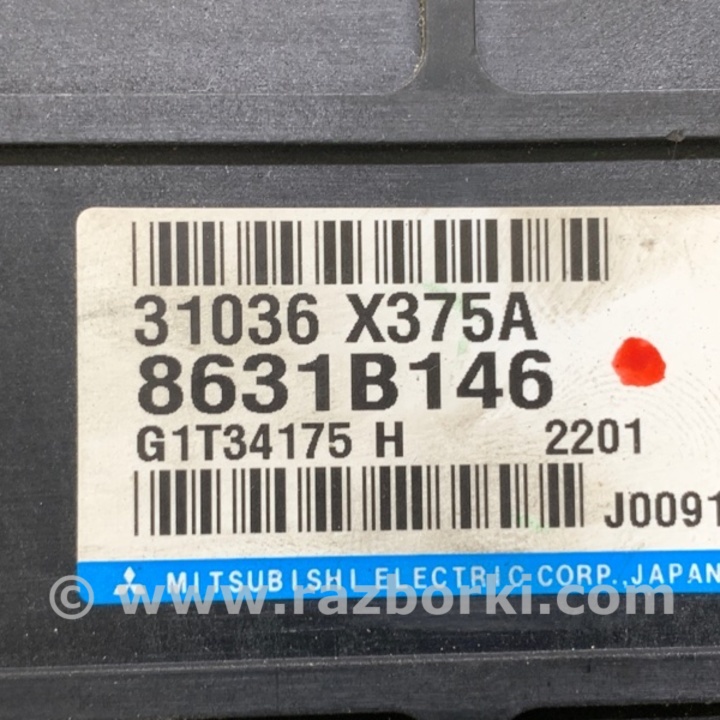 31036 X375A
8631B146
G1T34175 H 2201
J0091
MITSUBISHI ELECTRIC CORP., JAPAN
© www.razborki.com